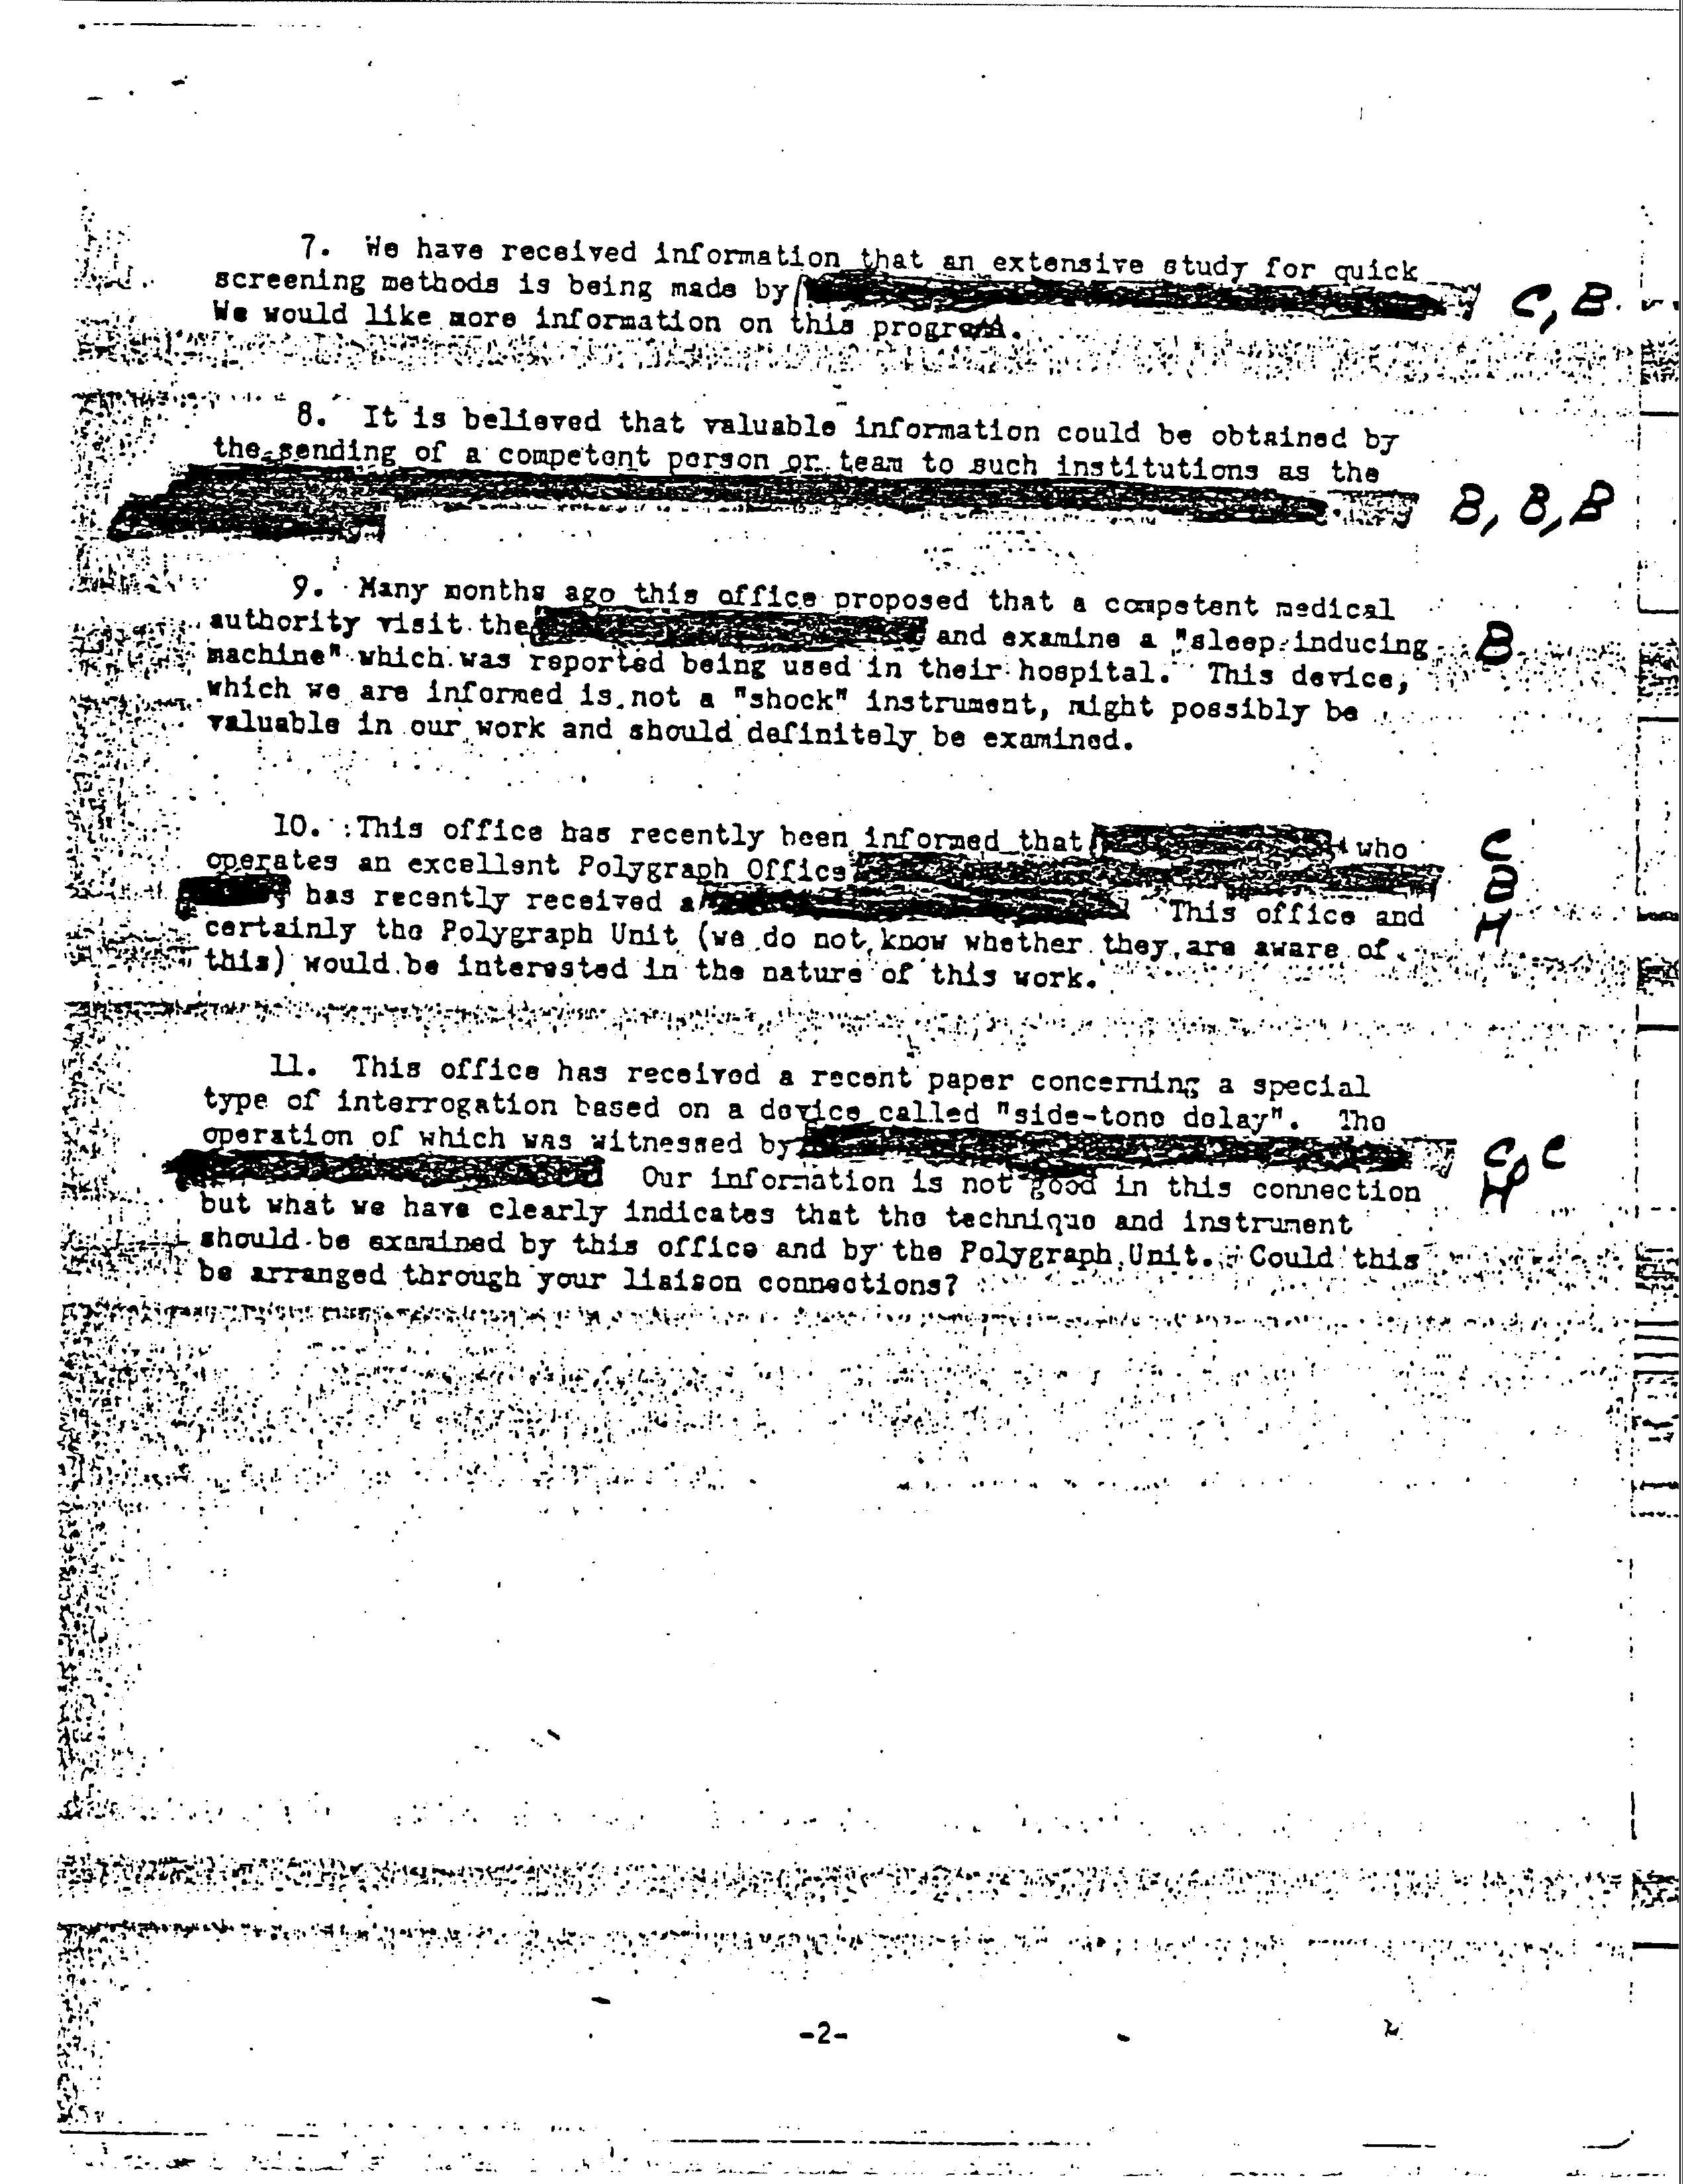 7. We have received information that an extensive study for quick
screening methods is being made by C, B
We would like more information on this program.
8. It is believed that valuable information could be obtained by
the sending of a competent person or team to such institutions as the
B, B, B
9. Many months ago this office proposed that a competent medical
authority visit the and examine a "sleep inducing B
machine" which was reported being used in their hospital. This device,
which we are informed is not a "shock" instrument, might possibly be
valuable in our work and should definitely be examined.
10. This office has recently been informed that who C
operates an excellent Polygraph Office B
has recently received a This office and H
certainly the Polygraph Unit (we do not know whether they are aware of
this) would be interested in the nature of this work.
11. This office has received a recent paper concerning a special
type of interrogation based on a device called "side-tone delay". The
operation of which was witnessed by C, C
Our information is not good in this connection H
but what we have clearly indicates that the technique and instrument
should be examined by this office and by the Polygraph Unit. Could this
be arranged through your liaison connections?
-2-